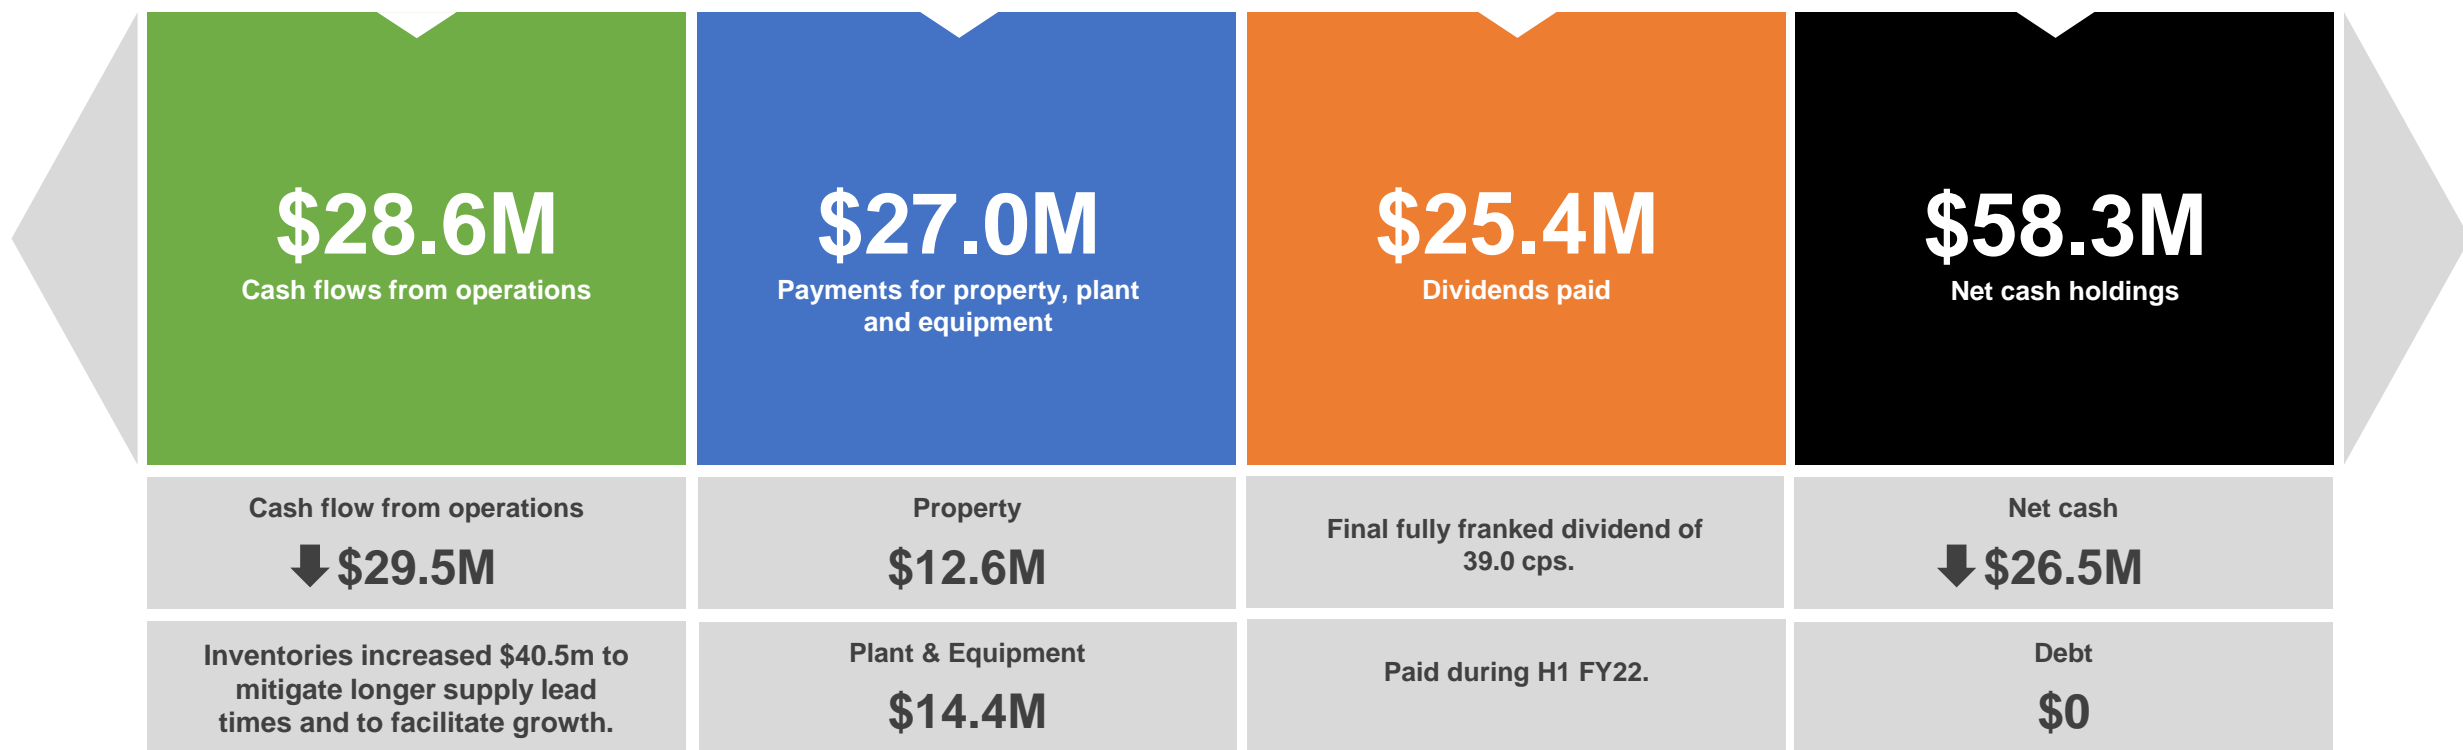 $28.6M
Cash flows from operations
$27.0M
Payments for property, plant
and equipment
$25.4M
Dividends paid
$58.3M
Net cash holdings
Cash flow from operations
$29.5M
Property
$12.6M
Final fully franked dividend of
39.0 cps.
Net cash
$26.5M
Inventories increased $40.5m to
mitigate longer supply lead
times and to facilitate growth.
Plant & Equipment
$14.4M
Paid during H1 FY22.
Debt
$0